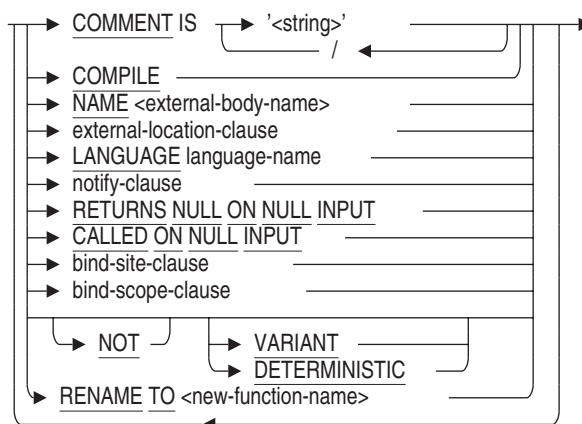 COMMENT IS '<string>'
/
COMPILE
NAME <external-body-name>
external-location-clause
LANGUAGE language-name
notify-clause
RETURNS NULL ON NULL INPUT
CALLED ON NULL INPUT
bind-site-clause
bind-scope-clause
NOT VARIANT
DETERMINISTIC
RENAME TO <new-function-name>